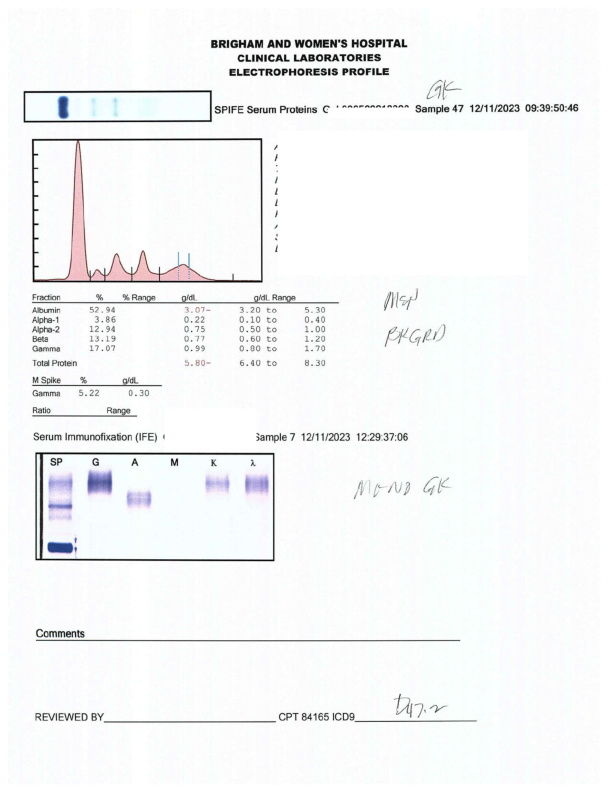 BRIGHAM AND WOMEN'S HOSPITAL
CLINICAL LABORATORIES
ELECTROPHORESIS PROFILE
GK
SPIFE Serum Proteins Sample 47 12/11/2023 09:39:50:46
Fraction % % Range g/dL g/dL Range
Albumin 52.94 3.07- 3.20 to 5.30
Alpha-1 3.86 0.22 0.10 to 0.40
Alpha-2 12.94 0.75 0.50 to 1.00
Beta 13.19 0.77 0.60 to 1.20
Gamma 17.07 0.99 0.80 to 1.70
Total Protein 5.80- 6.40 to 8.30
BKGRD
M Spike % g/dL
Gamma 5.22 0.30
Ratio Range
Serum Immunofixation (IFE) Sample 7 12/11/2023 12:29:37:06
SP G A M K λ
MONO GK
Comments
REVIEWED BY CPT 84165 ICD9 D47.2